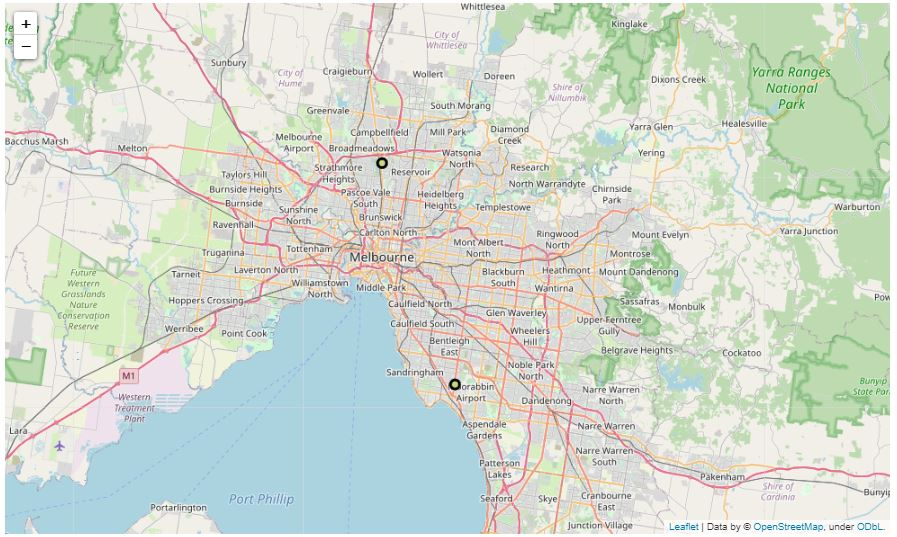 Whittlesea
+
−
Kinglake
Sunbury
City of
Whittlesea
City of
Hume
Craigieburn
Wollert
Doreen
Dixons Creek
Yarra Ranges
National
Park
Shire of
Nillumbik
Greenvale
South Morang
Healesville
Bacchus Marsh
Melton
Melbourne
Airport
Campbellfield
Mill Park
Diamond
Creek
Yarra Glen
Broadmeadows
Watsonia
North
Yering
Taylors Hill
Strathmore
Heights
Reservoir
Research
Burnside Heights
Pascoe Vale
South
Heidelberg
Heights
North Warrandyte
Chirnside
Park
Burnside
Sunshine
North
Brunswick
Templestowe
Warburton
Ravenhall
Carlton North
Ringwood
North
Mount Evelyn
Yarra Junction
Truganina
Tottenham
Melbourne
Mont Albert
North
Montrose
Future
Western
Grasslands
Nature
Conservation
Reserve
Tarneit
Laverton North
Blackburn
South
Heathmont
Mount Dandenong
Williamstown
North
Middle Park
Wantirna
Hoppers Crossing
Caulfield North
Sassafras
Monbulk
Pow
Werribee
Point Cook
Caulfield South
Glen Waverley
Upper Ferntree
Gully
Bentleigh
East
Wheelers
Hill
Belgrave Heights
Cockatoo
M1
Sandringham
Noble Park
North
Bunyip
State Par
Western
Treatment
Plant
orabbin
Airport
Dandenong
Narre Warren
North
Lara
Aspendale
Gardens
Narre Warren
Narre Warren
South
Patterson
Lakes
Pakenham
Port Phillip
Seaford
Skye
Cranbourne
East
Shire of
Cardinia
Bunyip
Portarlington
Junction Village
Leaflet | Data by © OpenStreetMap, under ODbL.